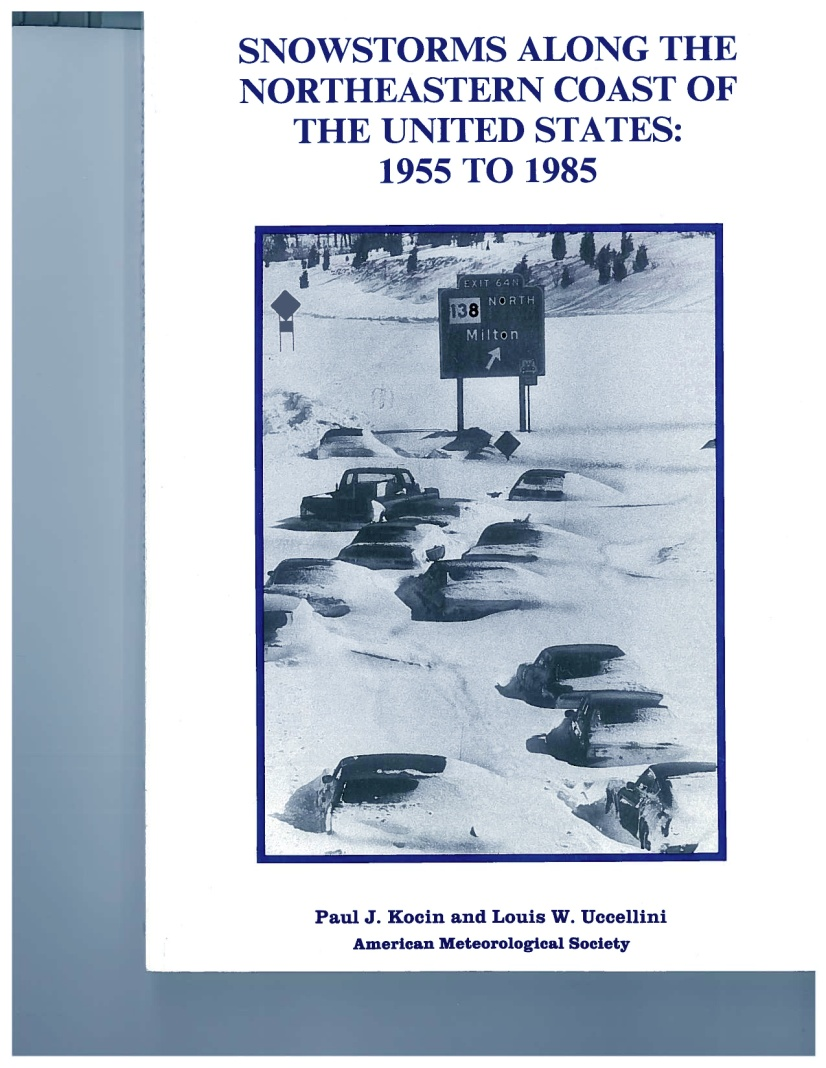 SNOWSTORMS ALONG THE
NORTHEASTERN COAST OF
THE UNITED STATES:
1955 TO 1985
EXIT 64N
138 NORTH
Milton
Paul J. Kocin and Louis W. Uccellini
American Meteorological Society